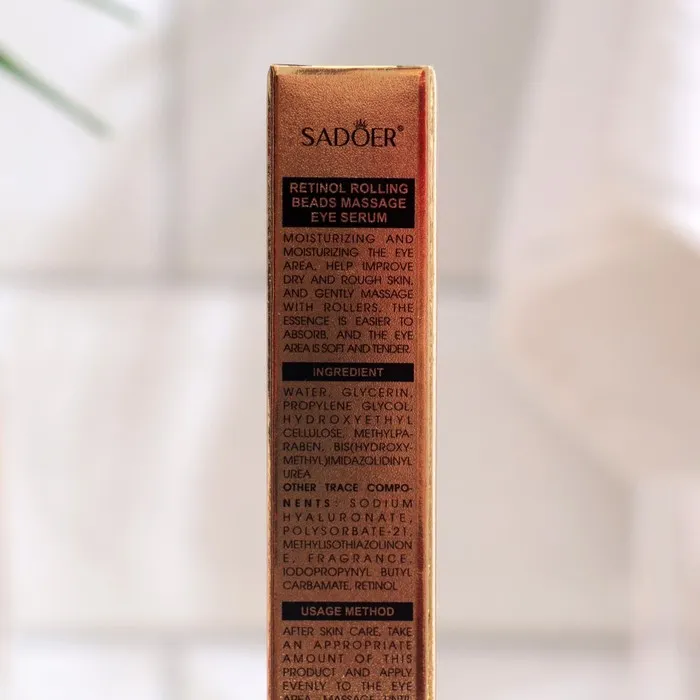 SADOER®
RETINOL ROLLING
BEADS MASSAGE
EYE SERUM
MOISTURIZING AND
MOISTURIZING THE EYE
AREA, HELP IMPROVE
DRY AND ROUGH SKIN,
AND GENTLY MASSAGE
WITH ROLLERS, THE
ESSENCE IS EASIER TO
ABSORB, AND THE EYE
AREA IS SOFT AND TENDER.
INGREDIENT
WATER, GLYCERIN,
PROPYLENE GLYCOL,
HYDROXYETHYL
CELLULOSE, METHYLPA-
RABEN, BIS(HYDROXY-
METHYL)IMIDAZOLIDINYL
UREA
OTHER TRACE COMPO-
NENTS: SODIUM
HYALURONATE,
POLYSORBATE-21,
METHYLISOTHIAZOLINON
E, FRAGRANCE,
IODOPROPYNYL BUTYL
CARBAMATE, RETINOL
USAGE METHOD
AFTER SKIN CARE, TAKE
AN APPROPRIATE
AMOUNT OF THIS
PRODUCT AND APPLY
EVENLY TO THE EYE
AREA, MASSAGE UNTIL